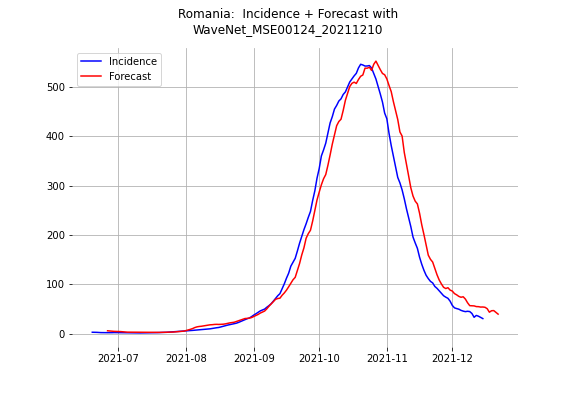 Romania:  Incidence + Forecast with
WaveNet_MSE00124_20211210
Incidence
Forecast
500
400
300
200
100
0
2021-07 2021-08 2021-09 2021-10 2021-11 2021-12